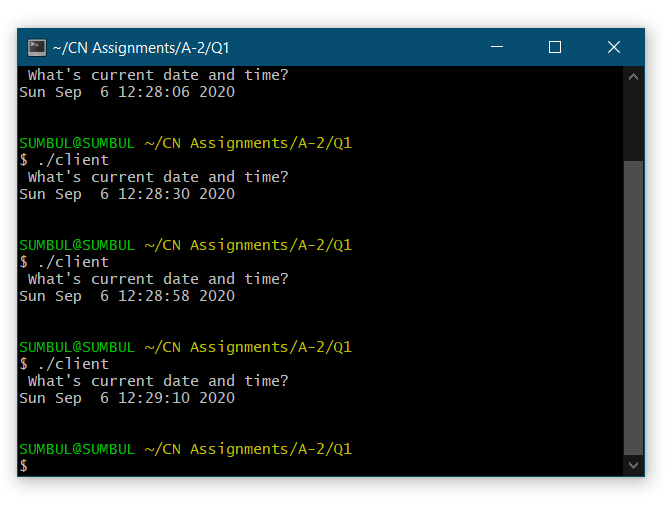 ~/CN Assignments/A-2/Q1
What's current date and time?
Sun Sep  6 12:28:06 2020
SUMBUL@SUMBUL ~/CN Assignments/A-2/Q1
$ ./client
What's current date and time?
Sun Sep  6 12:28:30 2020
SUMBUL@SUMBUL ~/CN Assignments/A-2/Q1
$ ./client
What's current date and time?
Sun Sep  6 12:28:58 2020
SUMBUL@SUMBUL ~/CN Assignments/A-2/Q1
$ ./client
What's current date and time?
Sun Sep  6 12:29:10 2020
SUMBUL@SUMBUL ~/CN Assignments/A-2/Q1
$